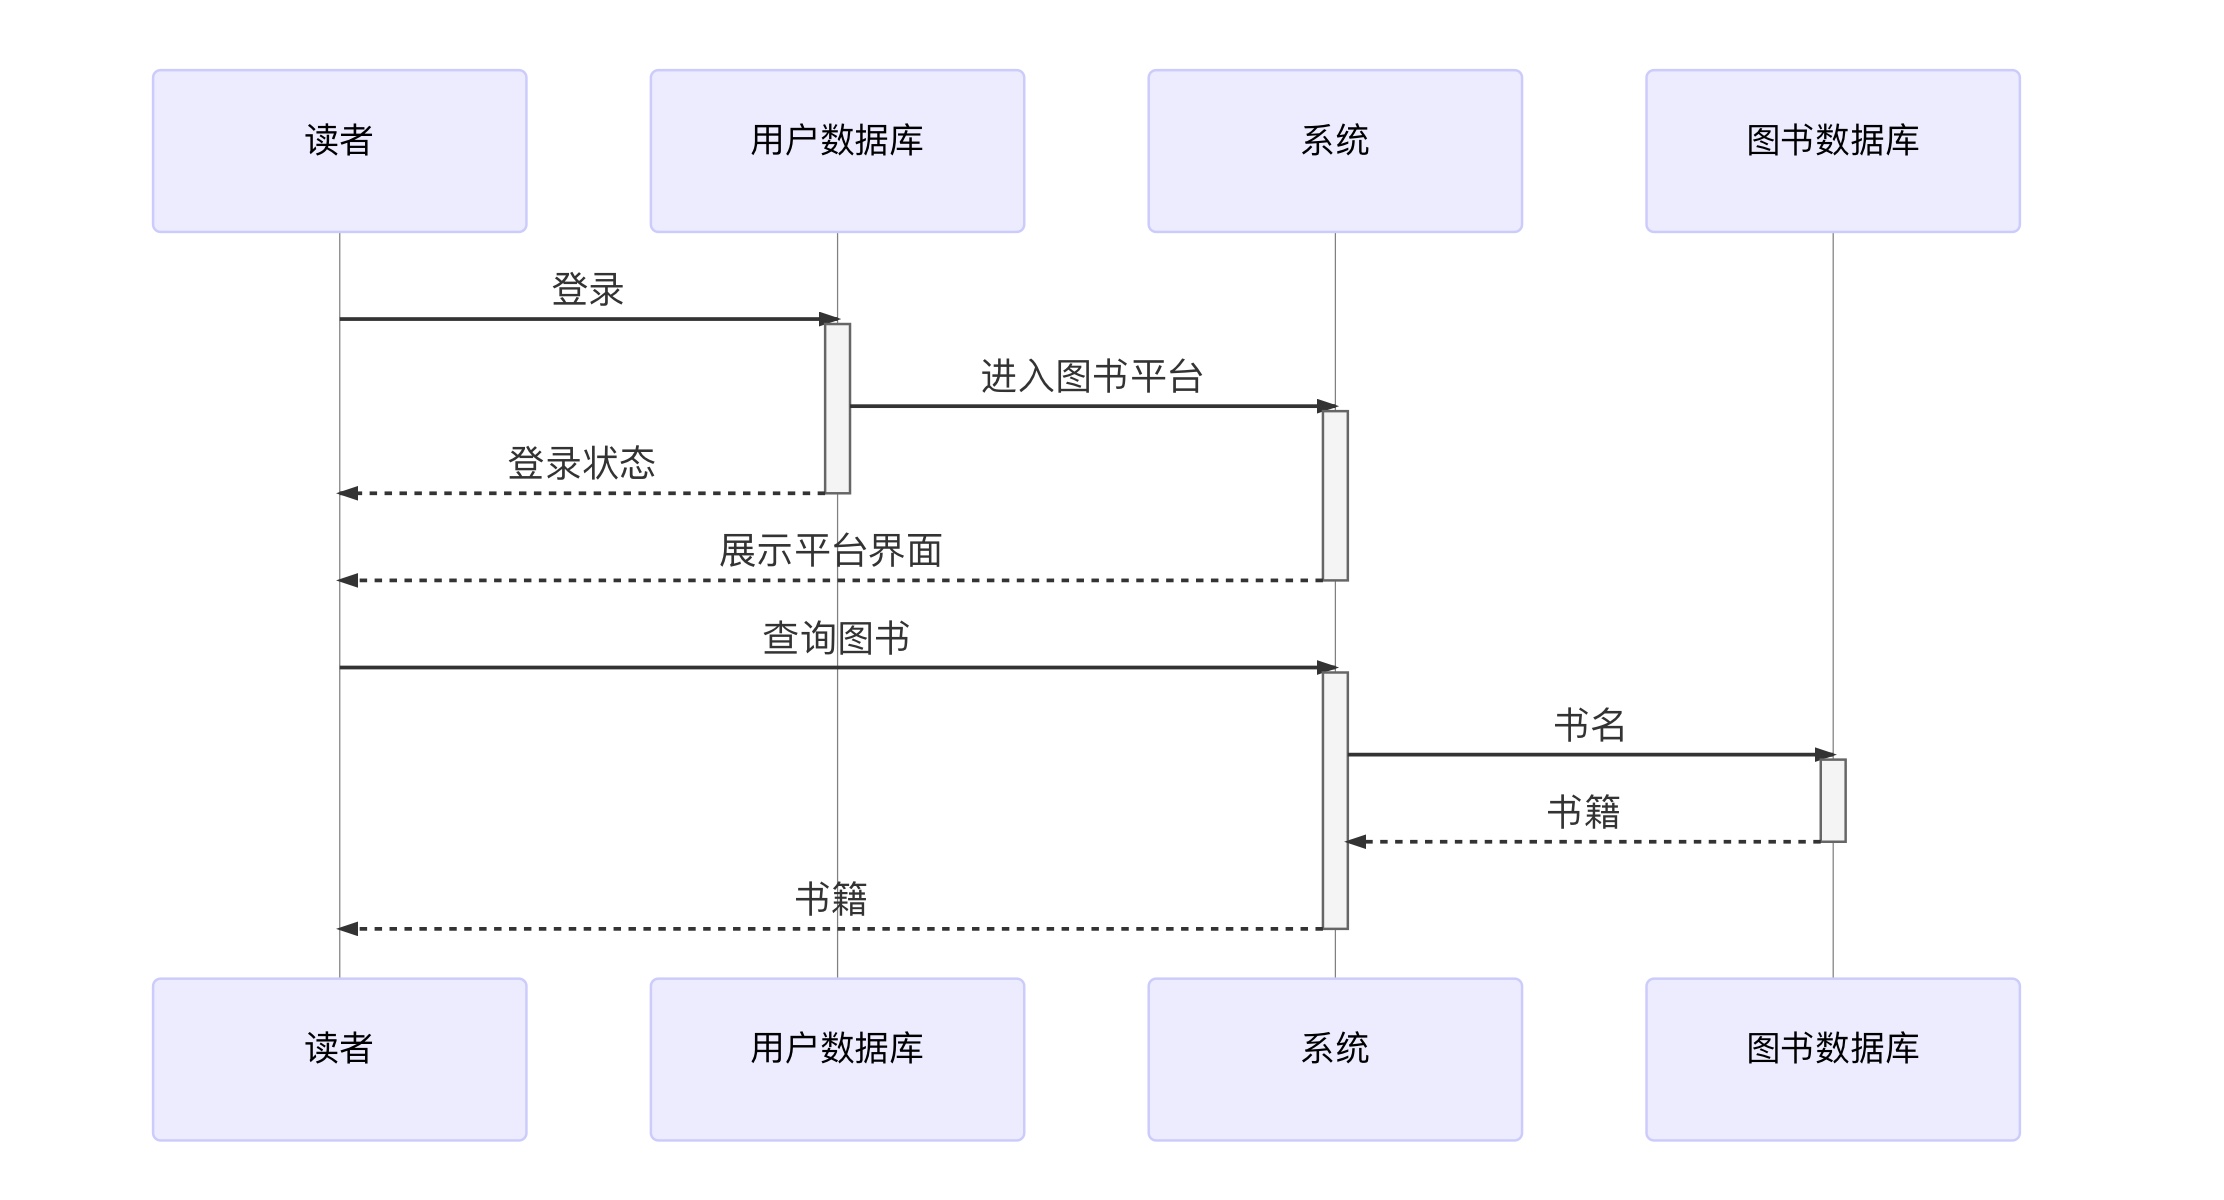 读者
用户数据库
系统
图书数据库
登录
进入图书平台
登录状态
展示平台界面
查询图书
书名
书籍
书籍
读者
用户数据库
系统
图书数据库